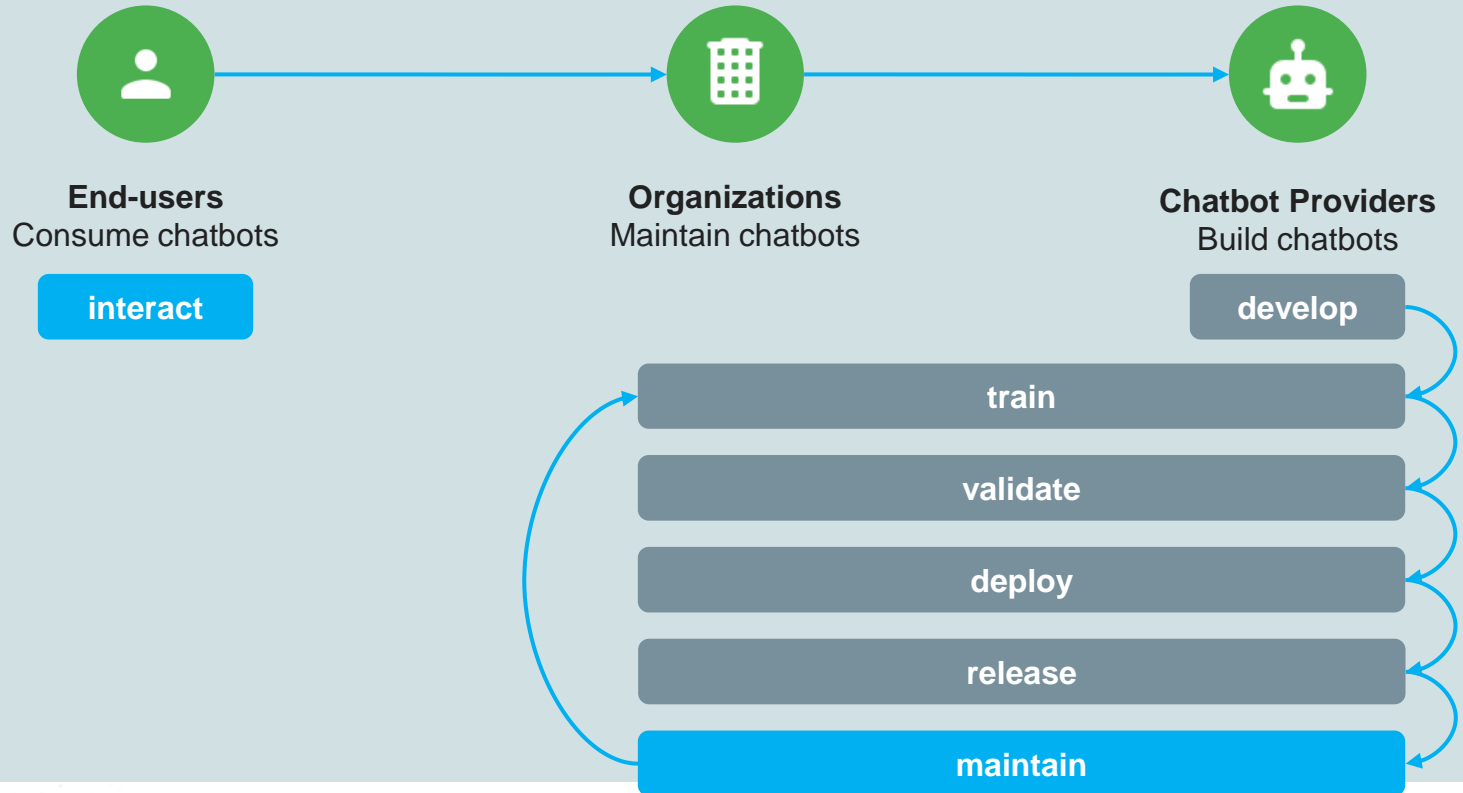 End-users
Consume chatbots
interact
Organizations
Maintain chatbots
Chatbot Providers
Build chatbots
develop
train
validate
deploy
release
maintain